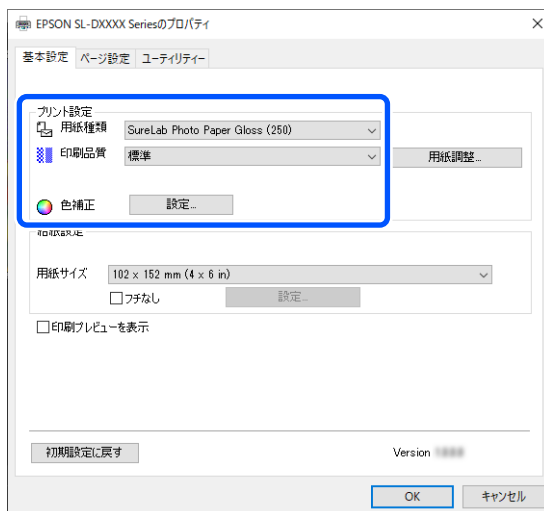 EPSON SL-DXXXX Seriesのプロパティ
基本設定 ページ設定 ユーティリティー
プリント設定
用紙種類 SureLab Photo Paper Gloss (250)
印刷品質 標準 用紙調整...
色補正 設定...
給紙設定
用紙サイズ 102 x 152 mm (4 x 6 in)
フチなし 設定...
印刷プレビューを表示
初期設定に戻す Version
OK キャンセル